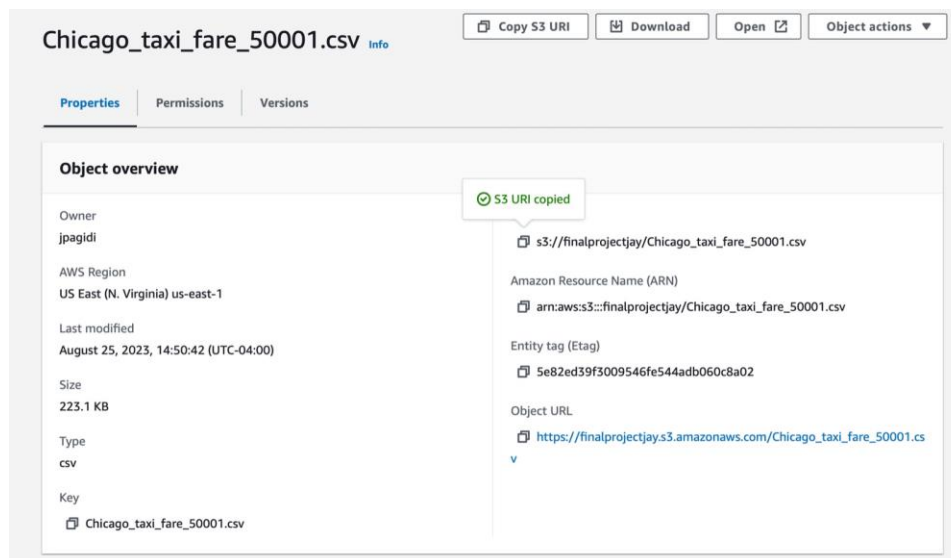 Chicago_taxi_fare_50001.csv Info
Copy S3 URI
Download
Open
Object actions
Properties
Permissions
Versions
Object overview
Owner
jpagidi
AWS Region
US East (N. Virginia) us-east-1
Last modified
August 25, 2023, 14:50:42 (UTC-04:00)
Size
223.1 KB
Type
csv
Key
Chicago_taxi_fare_50001.csv
S3 URI copied
s3://finalprojectjay/Chicago_taxi_fare_50001.csv
Amazon Resource Name (ARN)
arn:aws:s3:::finalprojectjay/Chicago_taxi_fare_50001.csv
Entity tag (Etag)
5e82ed39f3009546fe544adb060c8a02
Object URL
https://finalprojectjay.s3.amazonaws.com/Chicago_taxi_fare_50001.cs
v